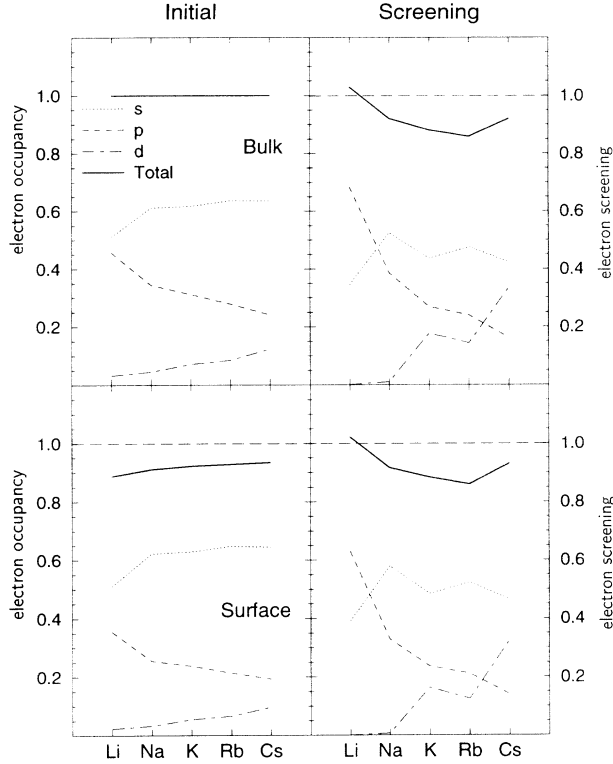 Initial
Screening
electron occupancy
1.0
0.8
0.6
0.4
0.2
s
p
d
Total
Bulk
1.0
0.8
0.6
0.4
0.2
electron screening
electron occupancy
1.0
0.8
0.6
0.4
0.2
Surface
1.0
0.8
0.6
0.4
0.2
electron screening
Li Na K Rb Cs
Li Na K Rb Cs